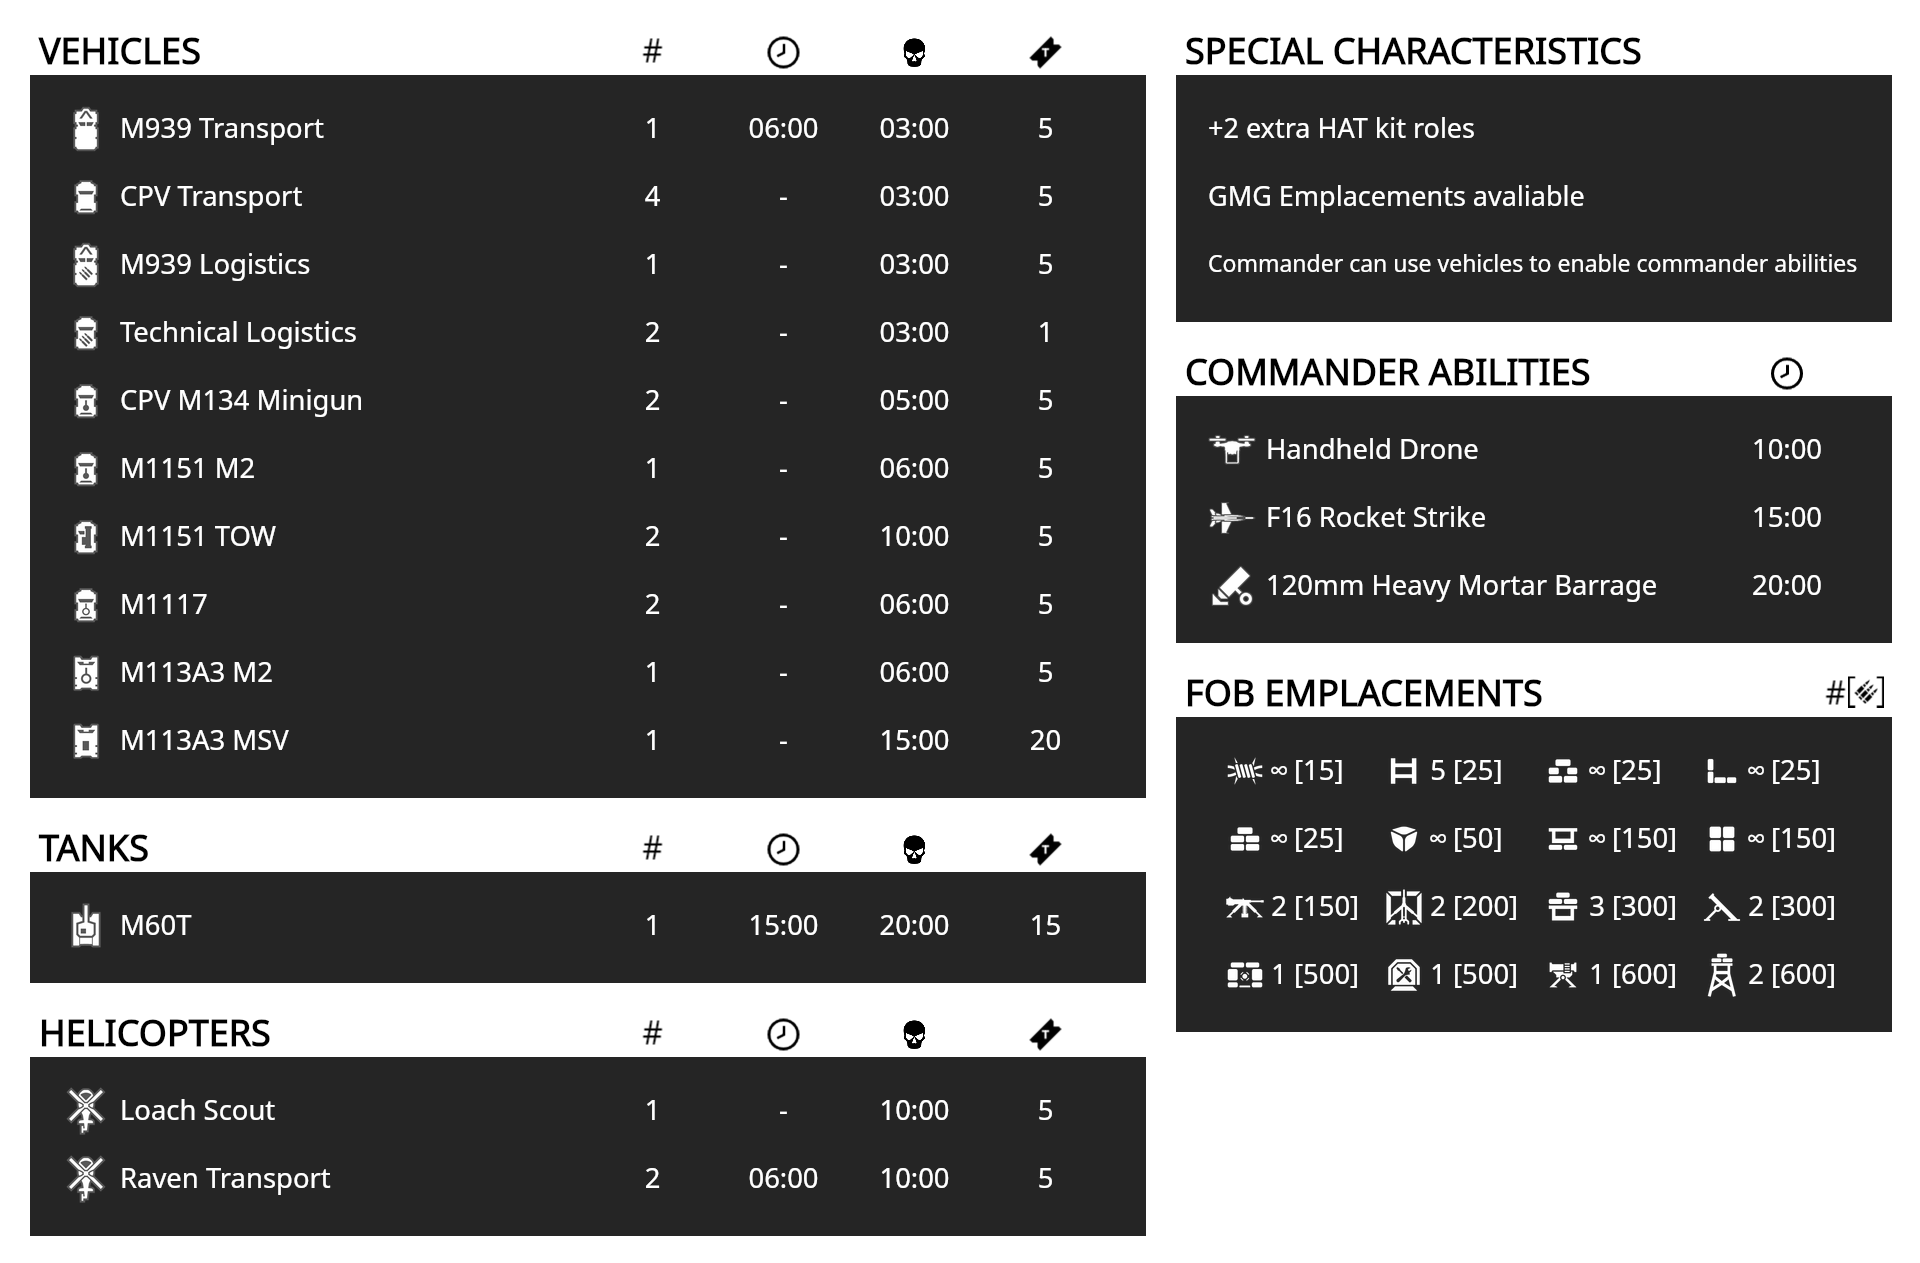 VEHICLES #
M939 Transport 1 06:00 03:00 5
CPV Transport 4 - 03:00 5
M939 Logistics 1 - 03:00 5
Technical Logistics 2 - 03:00 1
CPV M134 Minigun 2 - 05:00 5
M1151 M2 1 - 06:00 5
M1151 TOW 2 - 10:00 5
M1117 2 - 06:00 5
M113A3 M2 1 - 06:00 5
M113A3 MSV 1 - 15:00 20
TANKS #
M60T 1 15:00 20:00 15
HELICOPTERS #
Loach Scout 1 - 10:00 5
Raven Transport 2 06:00 10:00 5
SPECIAL CHARACTERISTICS
+2 extra HAT kit roles
GMG Emplacements avaliable
Commander can use vehicles to enable commander abilities
COMMANDER ABILITIES
Handheld Drone 10:00
F16 Rocket Strike 15:00
120mm Heavy Mortar Barrage 20:00
FOB EMPLACEMENTS #[]
∞ [15] 5 [25] ∞ [25] ∞ [25]
∞ [25] ∞ [50] ∞ [150] ∞ [150]
2 [150] 2 [200] 3 [300] 2 [300]
1 [500] 1 [500] 1 [600] 2 [600]